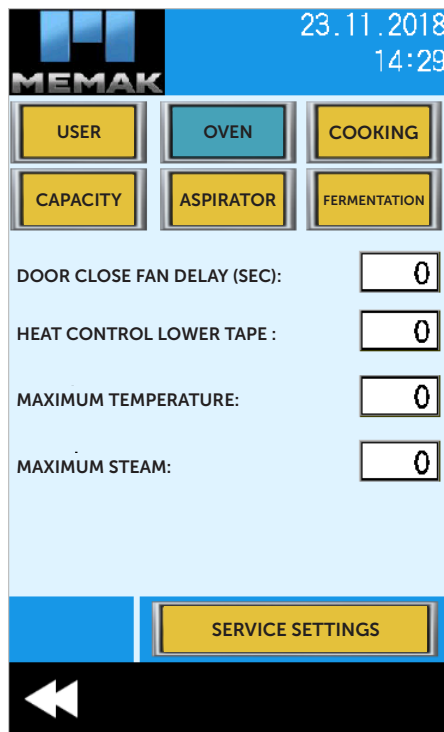 23.11.2018
14:29
MEMAK
USER OVEN COOKING
CAPACITY ASPIRATOR FERMENTATION
DOOR CLOSE FAN DELAY (SEC): 0
HEAT CONTROL LOWER TAPE : 0
MAXIMUM TEMPERATURE: 0
MAXIMUM STEAM: 0
SERVICE SETTINGS